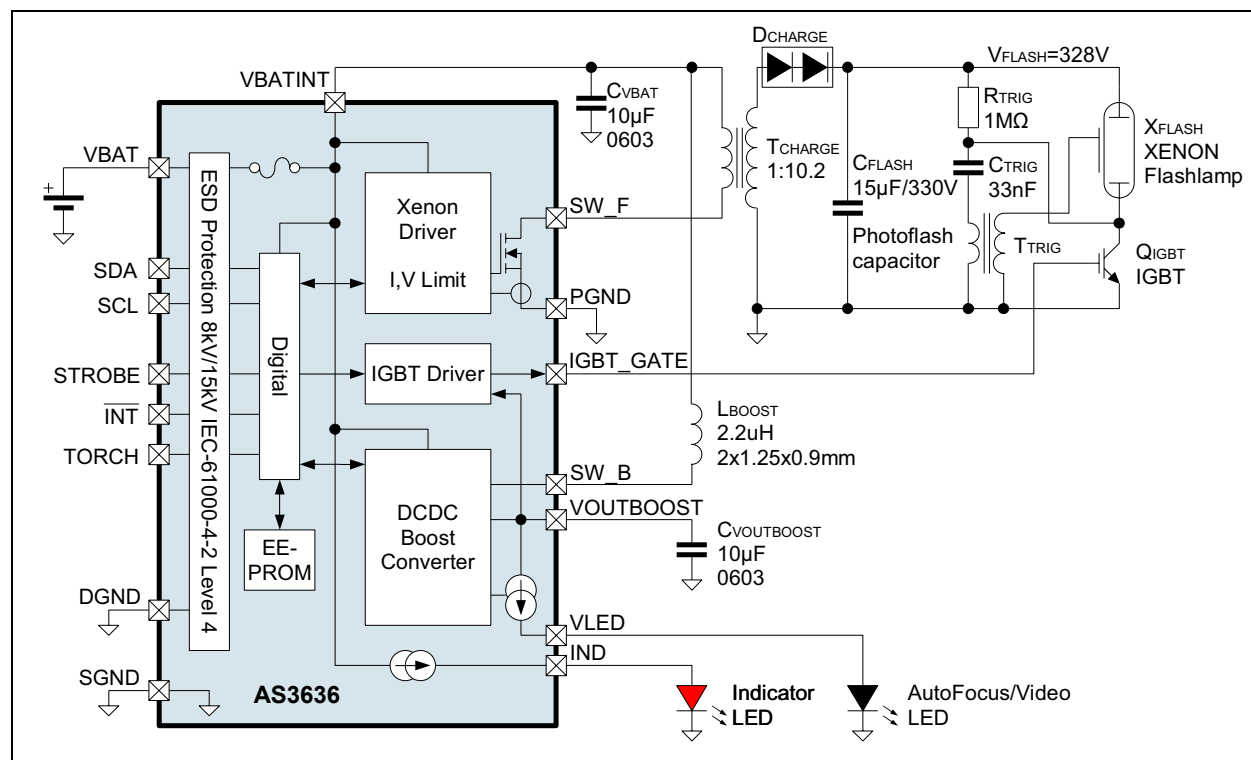 DCHARGE
VBATINT
VFLASH=328V
CVBAT
10µF
0603
RTRIG
1MΩ
XFLASH
XENON
Flashlamp
VBAT
+
TCHARGE
1:10.2
CFLASH
15µF/330V
Photoflash
capacitor
CTRIG
33nF
ESD Protection 8kV/15kV IEC-61000-4-2 Level 4
Xenon
Driver
I,V Limit
SW_F
TTRIG
QIGBT
IGBT
SDA
SCL
PGND
Digital
STROBE
IGBT Driver
IGBT_GATE
INT
TORCH
LBOOST
2.2uH
2x1.25x0.9mm
SW_B
DCDC
Boost
Converter
VOUTBOOST
CVOUTBOOST
10µF
0603
EE-
PROM
DGND
VLED
IND
SGND
AS3636
Indicator
LED
AutoFocus/Video
LED